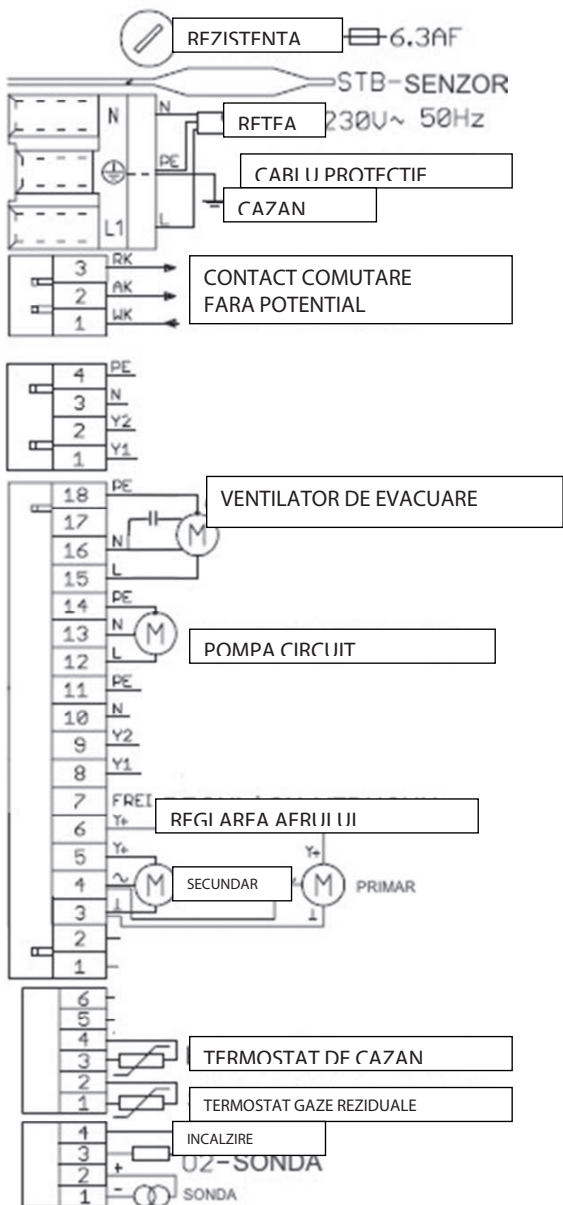 REZISTENTA 6.3AF
STB-SENZOR
N N
RETEA 230V~ 50Hz
PE
CABLU PROTECTIE
CAZAN
L1 L
3 RK
CONTACT COMUTARE
2 AK
FARA POTENTIAL
1 WK
4 PE
3 N
2 Y2
1 Y1
18 PE
VENTILATOR DE EVACUARE
17
M
16 N
15 L
14 PE
13 N M
POMPA CIRCUIT
12 L
11 PE
10 N
9 Y2
8 Y1
7 FREI
REGLAREA AERULUI
6 Y+
5 Y+ Y+
4 ~ M SECUNDAR ~ M PRIMAR
3 ⊥ ⊥
2
1
6
5
4
TERMOSTAT DE CAZAN
3
2
TERMOSTAT GAZE REZIDUALE
1
4
INCALZIRE
3
O2-SONDA
2 +
1 - SONDA